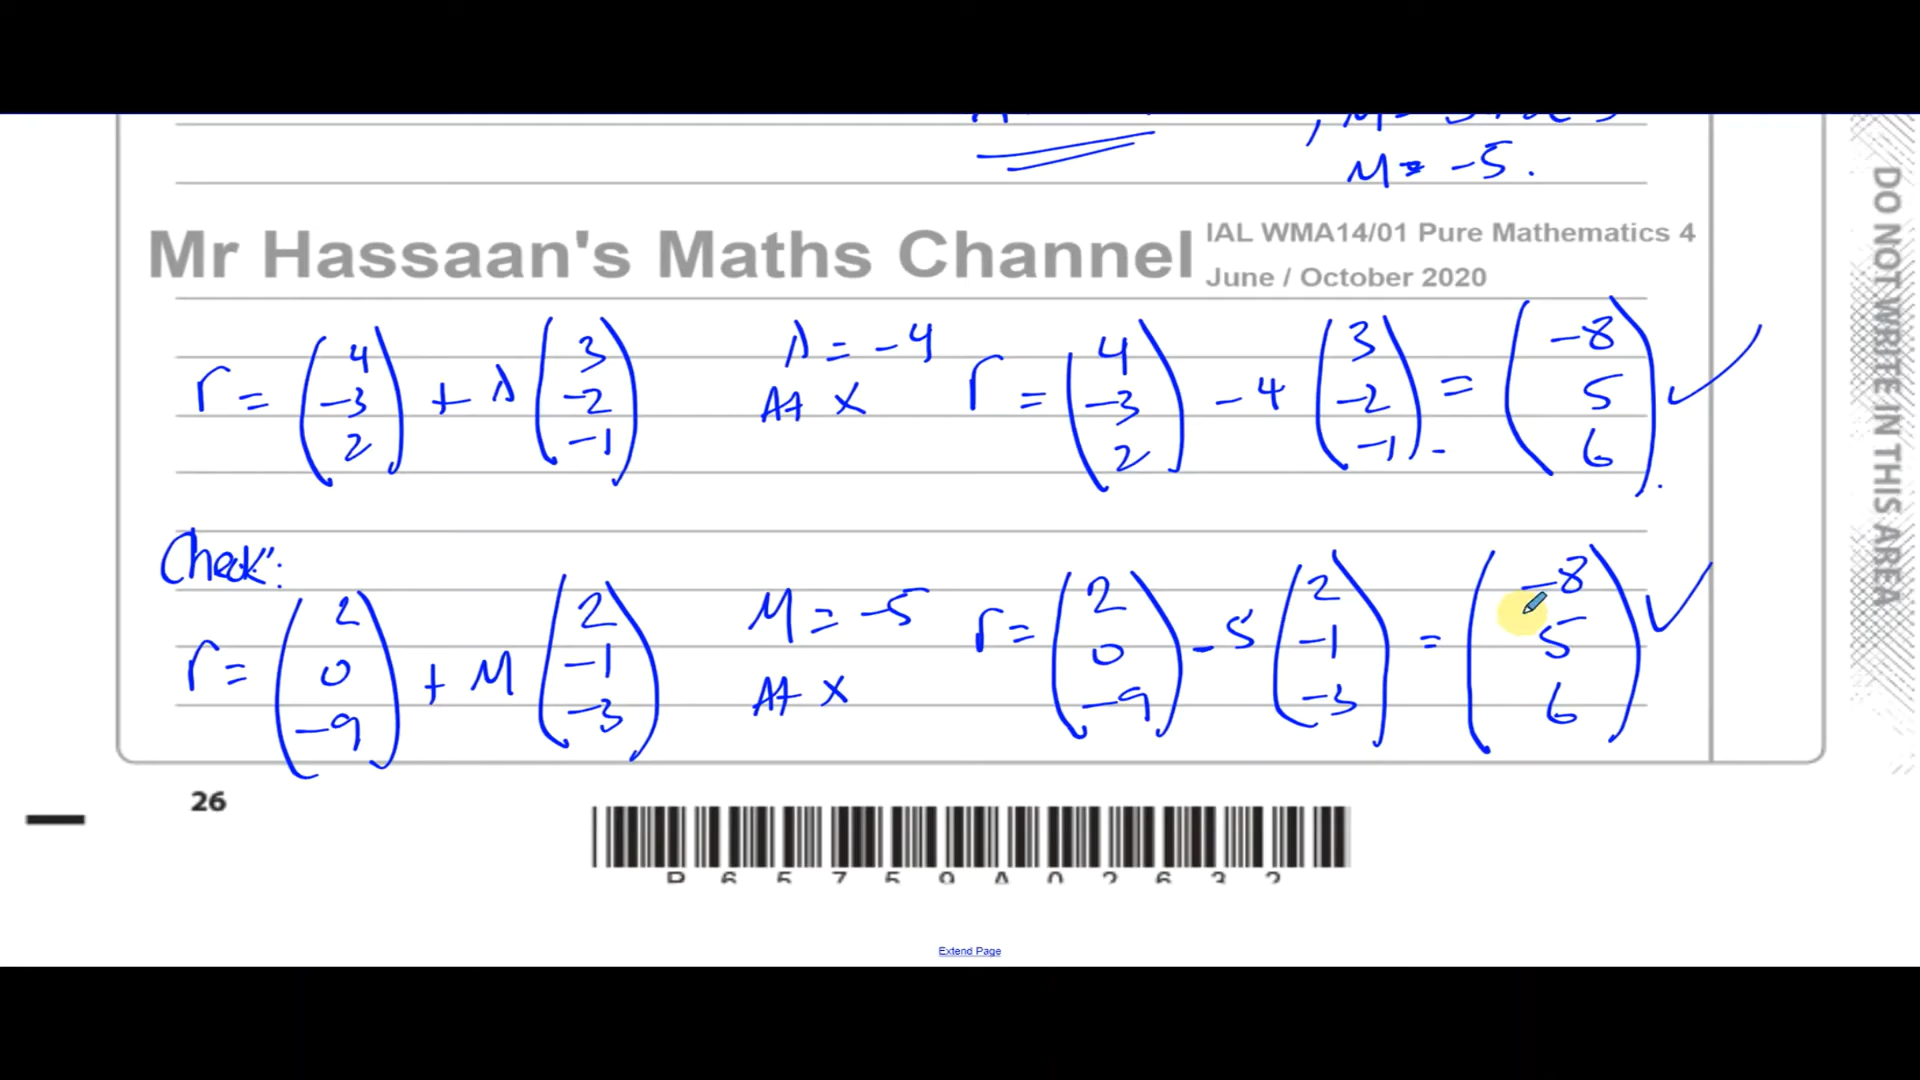 M = -5.
Mr Hassaan's Maths Channel
IAL WMA14/01 Pure Mathematics 4
June / October 2020
r = (4 -3 2) + λ (3 -2 -1) λ = -4 At X r = (4 -3 2) - 4 (3 -2 -1) = (-8 5 6). ✓
Check:
r = (2 0 -9) + M (2 -1 -3) M = -5 At X r = (2 0 -9) - 5 (2 -1 -3) = (-8 5 6) ✓
26
P65759A02632
Extend Page
DO NOT WRITE IN THIS AREA